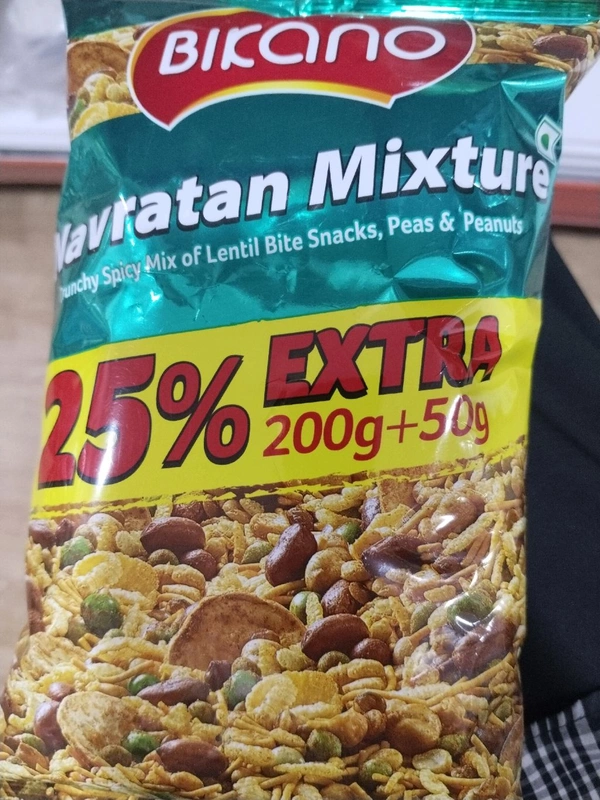 BIKANO
Navratan Mixture
Crunchy Spicy Mix of Lentil Bite Snacks, Peas & Peanuts
25% EXTRA
200g+50g